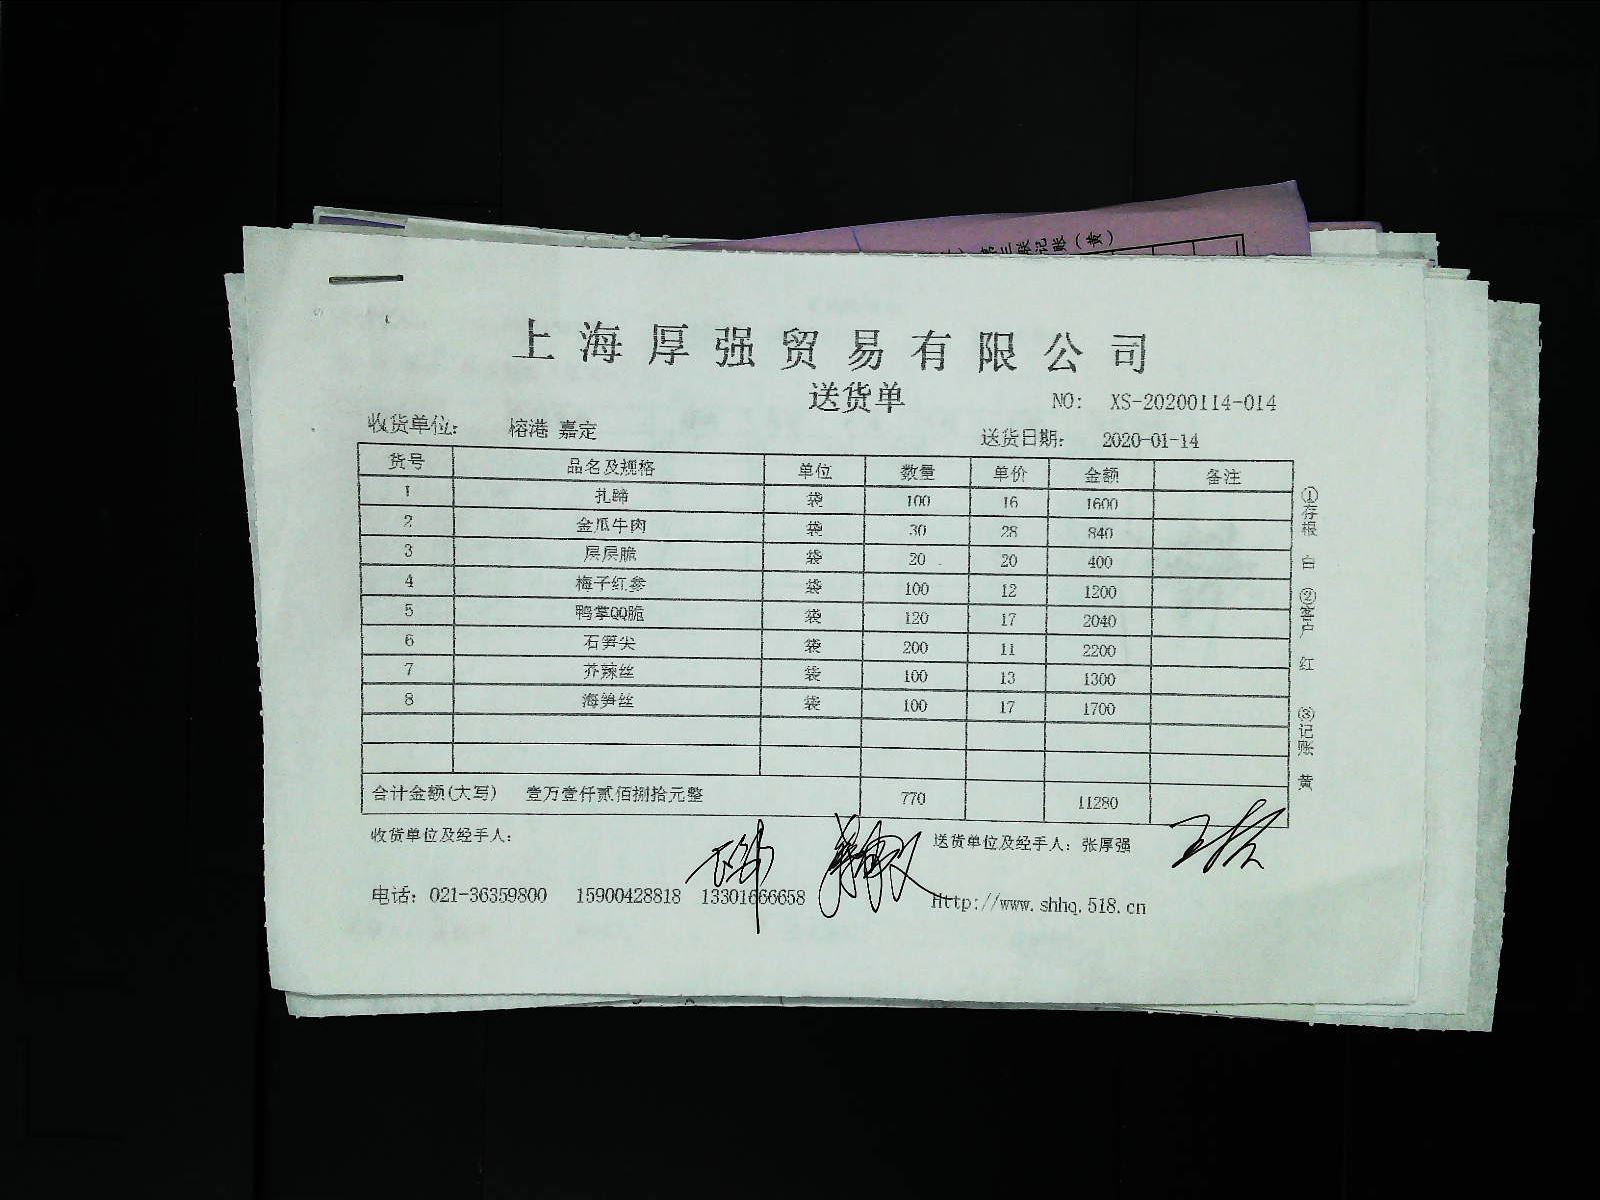 第三联记账（黄）
上海厚强贸易有限公司
送货单
NO: XS-20200114-014
收货单位: 榕港 嘉定
送货日期: 2020-01-14
货号 品名及规格 单位 数量 单价 金额 备注
1 扎蹄 袋 100 16 1600
2 金瓜牛肉 袋 30 28 840
3 层层脆 袋 20 20 400
4 梅子红参 袋 100 12 1200
5 鸭掌QQ脆 袋 120 17 2040
6 石笋尖 袋 200 11 2200
7 芥辣丝 袋 100 13 1300
8 海笋丝 袋 100 17 1700
合计金额(大写) 壹万壹仟贰佰捌拾元整 770 11280
①存根 白 ②客户 红 ③记账 黄
收货单位及经手人:
送货单位及经手人: 张厚强
电话: 021-36359800 15900428818 13301666658
Http://www.shhq.518.cn